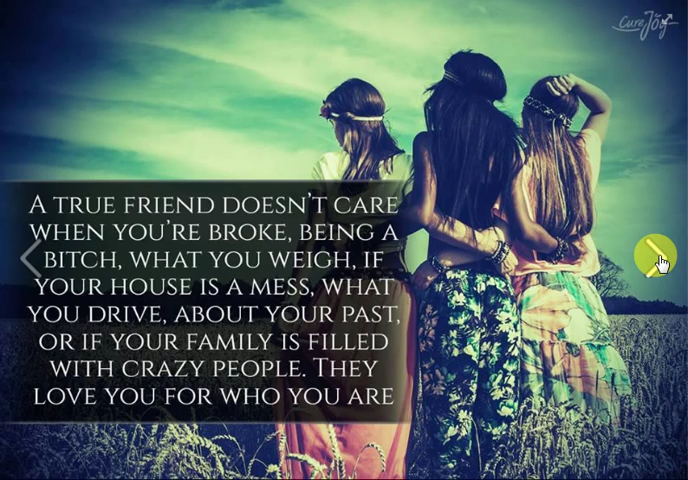 Cure Joy
A TRUE FRIEND DOESN'T CARE
WHEN YOU'RE BROKE, BEING A
BITCH, WHAT YOU WEIGH, IF
YOUR HOUSE IS A MESS, WHAT
YOU DRIVE, ABOUT YOUR PAST,
OR IF YOUR FAMILY IS FILLED
WITH CRAZY PEOPLE. THEY
LOVE YOU FOR WHO YOU ARE